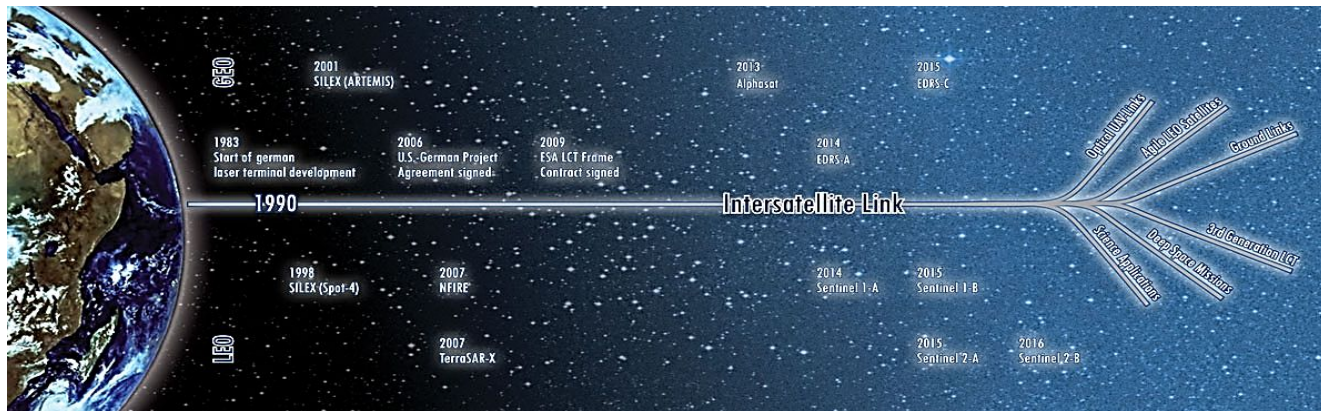 GEO
2001
SILEX (ARTEMIS)
2013
Alphasat
2015
EDRS-C
1983
Start of german
laser terminal development
2006
U.S.-German Project
Agreement signed
2009
ESA LCT Frame
Contract signed
2014
EDRS-A
Optical UAV-Links
Agile LEO Satellites
Ground Links
1990
Intersatellite Link
3rd Generation LCT
Deep Space Missions
Science Applications
1998
SILEX (Spot-4)
2007
NFIRE
2014
Sentinel 1-A
2015
Sentinel 1-B
LEO
2007
TerraSAR-X
2015
Sentinel 2-A
2016
Sentinel 2-B